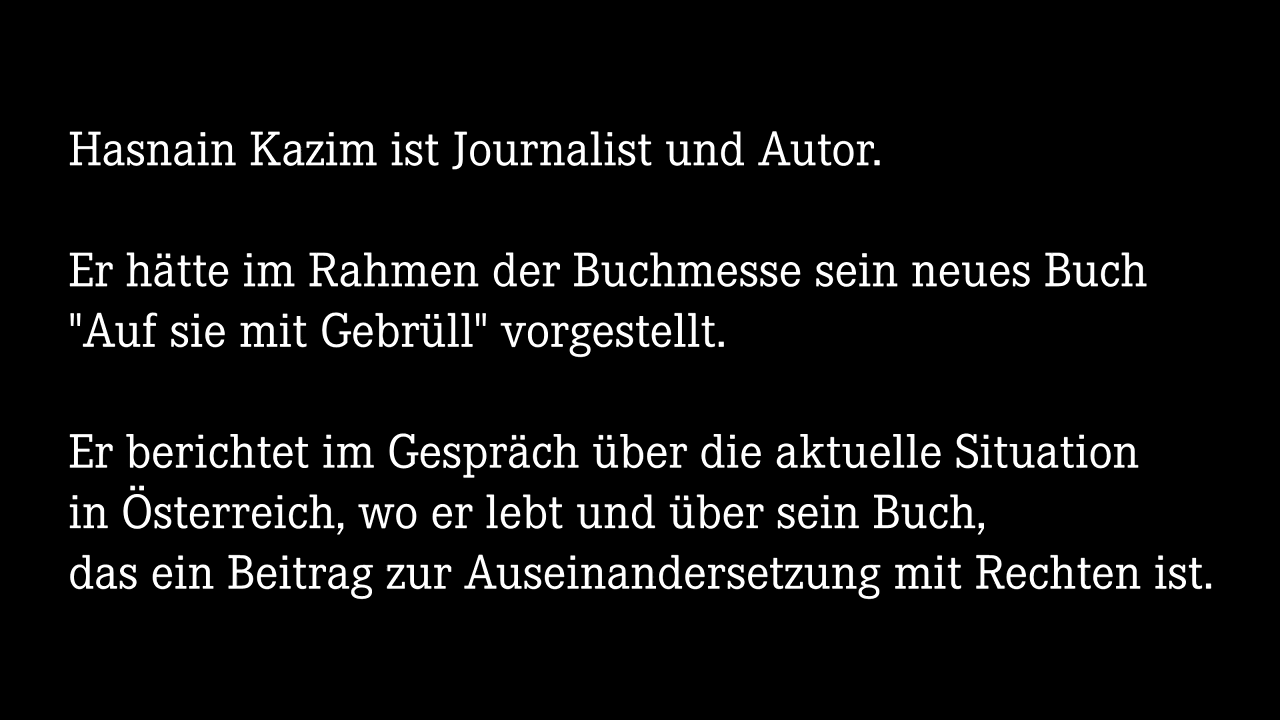 Hasnain Kazim ist Journalist und Autor.
Er hätte im Rahmen der Buchmesse sein neues Buch
"Auf sie mit Gebrüll" vorgestellt.
Er berichtet im Gespräch über die aktuelle Situation
in Österreich, wo er lebt und über sein Buch,
das ein Beitrag zur Auseinandersetzung mit Rechten ist.